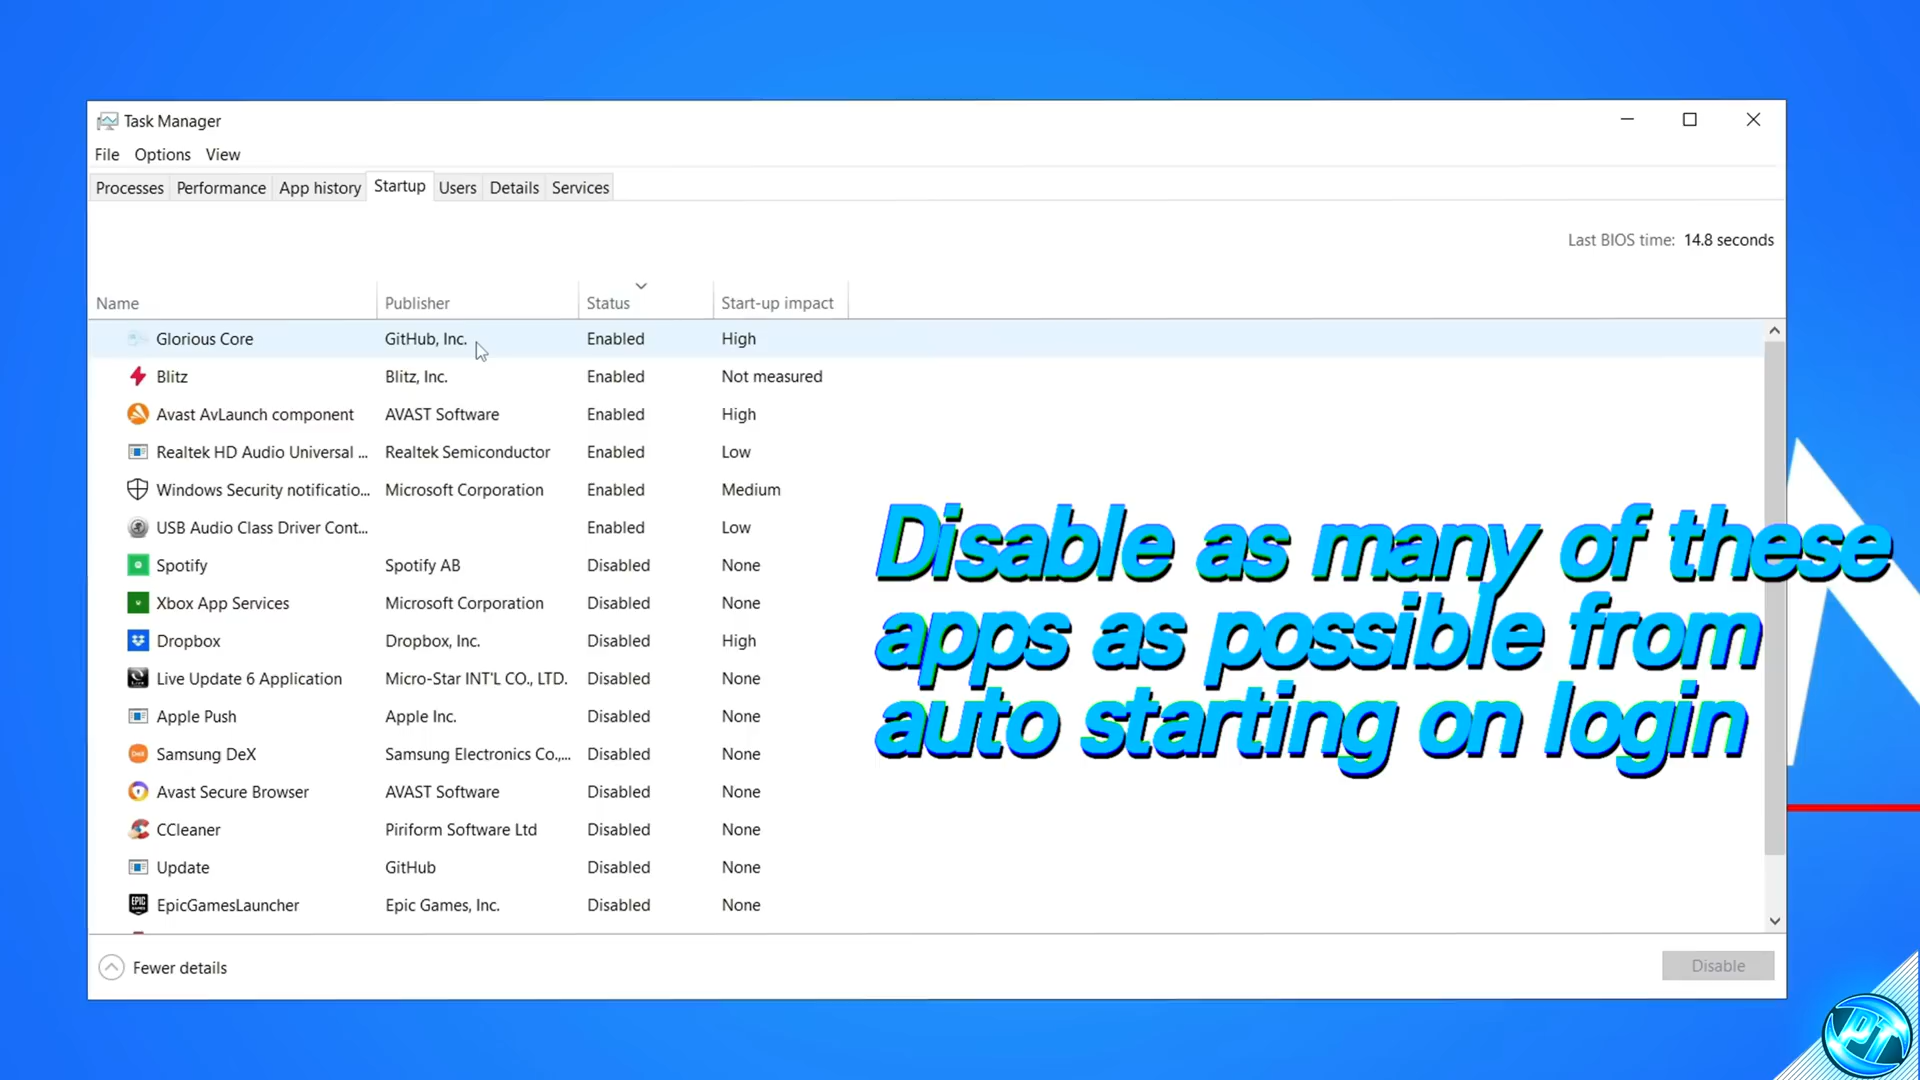 Task Manager
File Options View
Processes Performance App history Startup Users Details Services
Last BIOS time: 14.8 seconds
Name Publisher Status Start-up impact
Glorious Core GitHub, Inc. Enabled High
Blitz Blitz, Inc. Enabled Not measured
Avast AvLaunch component AVAST Software Enabled High
Realtek HD Audio Universal ... Realtek Semiconductor Enabled Low
Windows Security notificatio... Microsoft Corporation Enabled Medium
USB Audio Class Driver Cont... Enabled Low
Spotify Spotify AB Disabled None
Xbox App Services Microsoft Corporation Disabled None
Dropbox Dropbox, Inc. Disabled High
Live Update 6 Application Micro-Star INT'L CO., LTD. Disabled None
Apple Push Apple Inc. Disabled None
Samsung DeX Samsung Electronics Co.,... Disabled None
Avast Secure Browser AVAST Software Disabled None
CCleaner Piriform Software Ltd Disabled None
Update GitHub Disabled None
EpicGamesLauncher Epic Games, Inc. Disabled None
Disable as many of these
apps as possible from
auto starting on login
Fewer details
Disable
PT